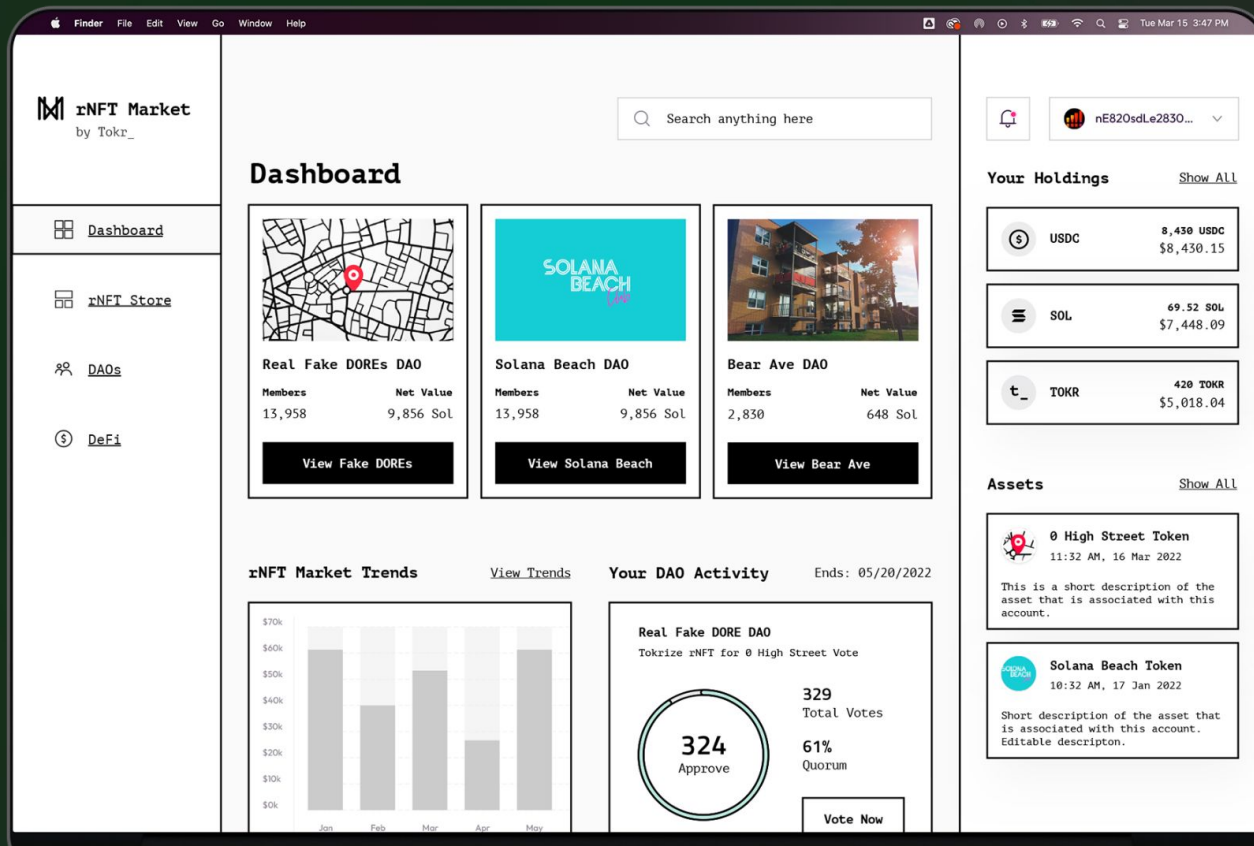 Finder File Edit View Go Window Help
Tue Mar 15 3:47 PM
rNFT Market
by Tokr_
Dashboard
rNFT Store
DAOs
DeFi
Search anything here
Dashboard
SOLANA
BEACH
Real Fake DOREs DAO
Members Net Value
13,958 9,856 Sol
View Fake DOREs
Solana Beach DAO
Members Net Value
13,958 9,856 Sol
View Solana Beach
Bear Ave DAO
Members Net Value
2,830 648 Sol
View Bear Ave
rNFT Market Trends View Trends
$70k
$60k
$50k
$40k
$30k
$20k
$10k
$0k
Jan Feb Mar Apr May
Your DAO Activity Ends: 05/20/2022
Real Fake DORE DAO
Tokrize rNFT for 0 High Street Vote
324
Approve
329
Total Votes
61%
Quorum
Vote Now
nE820sdLe2830...
Your Holdings Show All
USDC
8,430 USDC
$8,430.15
SOL
69.52 SOL
$7,448.09
t_
TOKR
420 TOKR
$5,018.04
Assets Show All
0 High Street Token
11:32 AM, 16 Mar 2022
This is a short description of the
asset that is associated with this
account.
SOLANA
BEACH
Solana Beach Token
10:32 AM, 17 Jan 2022
Short description of the asset that
is associated with this account.
Editable descripton.